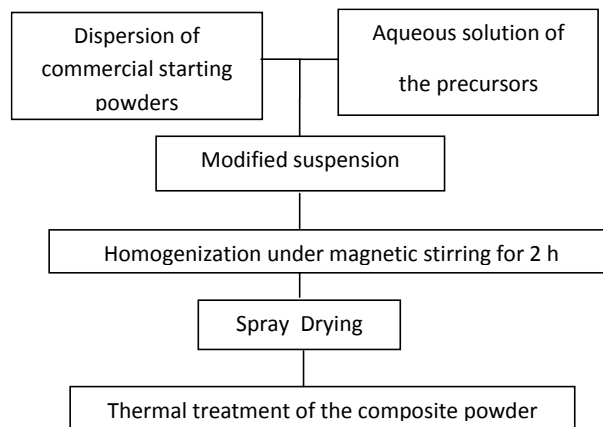 Dispersion of
commercial starting
powders
Aqueous solution of
the precursors
Modified suspension
Homogenization under magnetic stirring for 2 h
Spray Drying
Thermal treatment of the composite powder